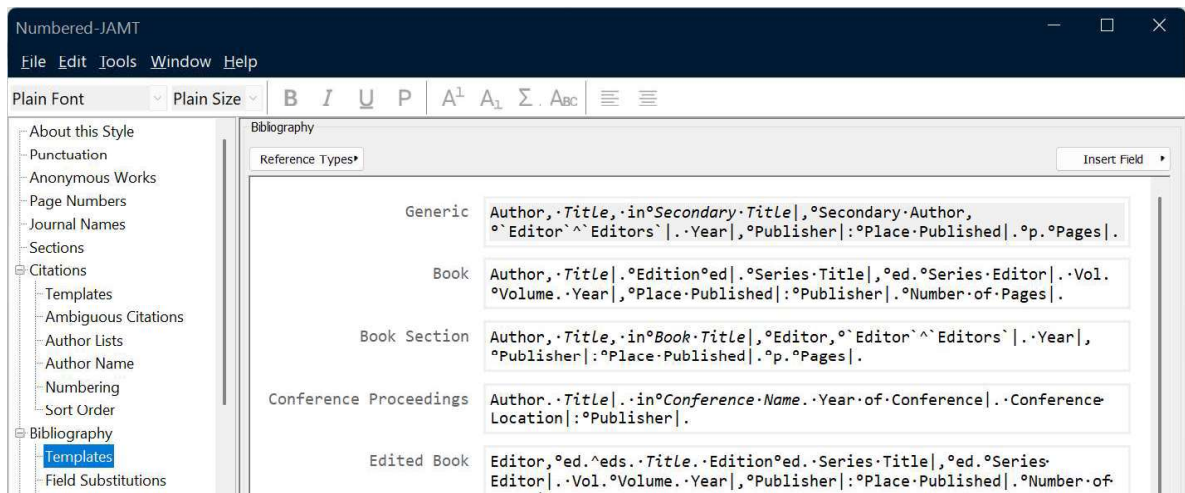 Numbered-JAMT
File Edit Tools Window Help
Plain Font Plain Size B I U P A¹ A₁ Σ. ABC
About this Style
Punctuation
Anonymous Works
Page Numbers
Journal Names
Sections
Citations
Templates
Ambiguous Citations
Author Lists
Author Name
Numbering
Sort Order
Bibliography
Templates
Field Substitutions
Bibliography
Reference Types Insert Field
Generic
Author,·Title,·in°Secondary·Title|,°Secondary·Author,
°`Editor`^`Editors`|.·Year|,°Publisher|:°Place·Published|.°p.°Pages|.
Book
Author,·Title|.°Edition°ed|.°Series·Title|,°ed.°Series·Editor|.·Vol.
°Volume.·Year|,°Place·Published|:°Publisher|.°Number·of·Pages|.
Book Section
Author,·Title,·in°Book·Title|,°Editor,°`Editor`^`Editors`|.·Year|,
°Publisher|:°Place·Published|.°p.°Pages|.
Conference Proceedings
Author.·Title|.·in°Conference·Name.·Year·of·Conference|.·Conference·
Location|:°Publisher|.
Edited Book
Editor,°ed.^eds.·Title.·Edition°ed.·Series·Title|,°ed.°Series·
Editor|.·Vol.°Volume.·Year|,°Publisher|:°Place·Published|.°Number·of·